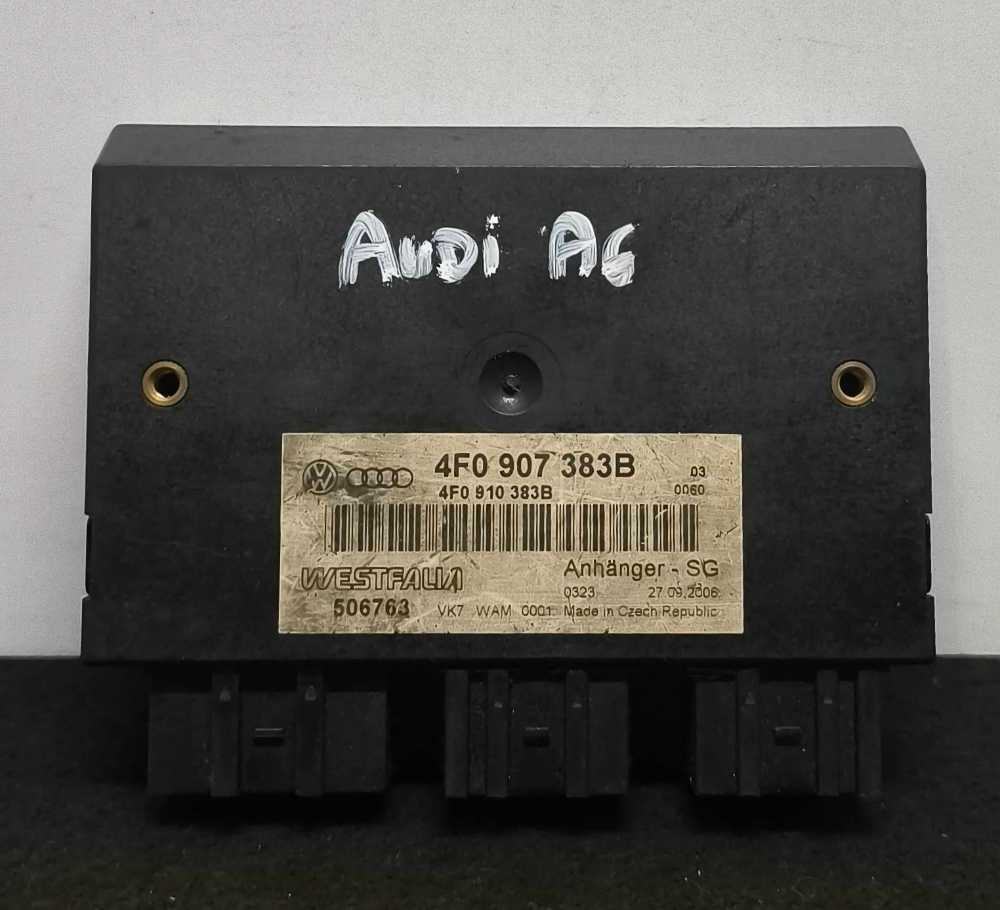 AUDI A6
4F0 907 383B 03
4F0 910 383B 0060
WESTFALIA Anhänger - SG
0323 27.09.2006
506763 VK7 WAM 0001 Made in Czech Republic